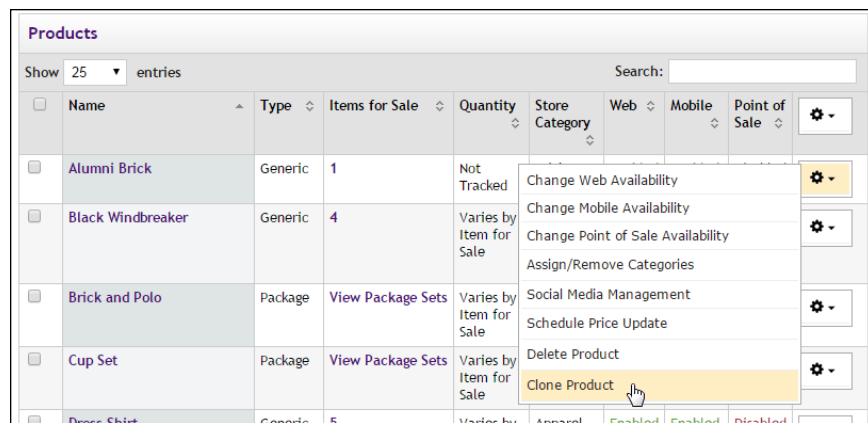 Products
Show 25 entries Search:
Name Type Items for Sale Quantity Store Category Web Mobile Point of Sale
Alumni Brick Generic 1 Not Tracked
Change Web Availability
Change Mobile Availability
Black Windbreaker Generic 4 Varies by Item for Sale
Change Point of Sale Availability
Assign/Remove Categories
Brick and Polo Package View Package Sets Varies by Item for Sale
Social Media Management
Schedule Price Update
Cup Set Package View Package Sets Varies by Item for Sale
Delete Product
Clone Product
Dress Shirt Generic 5 Varies by Apparel Enabled Enabled Disabled